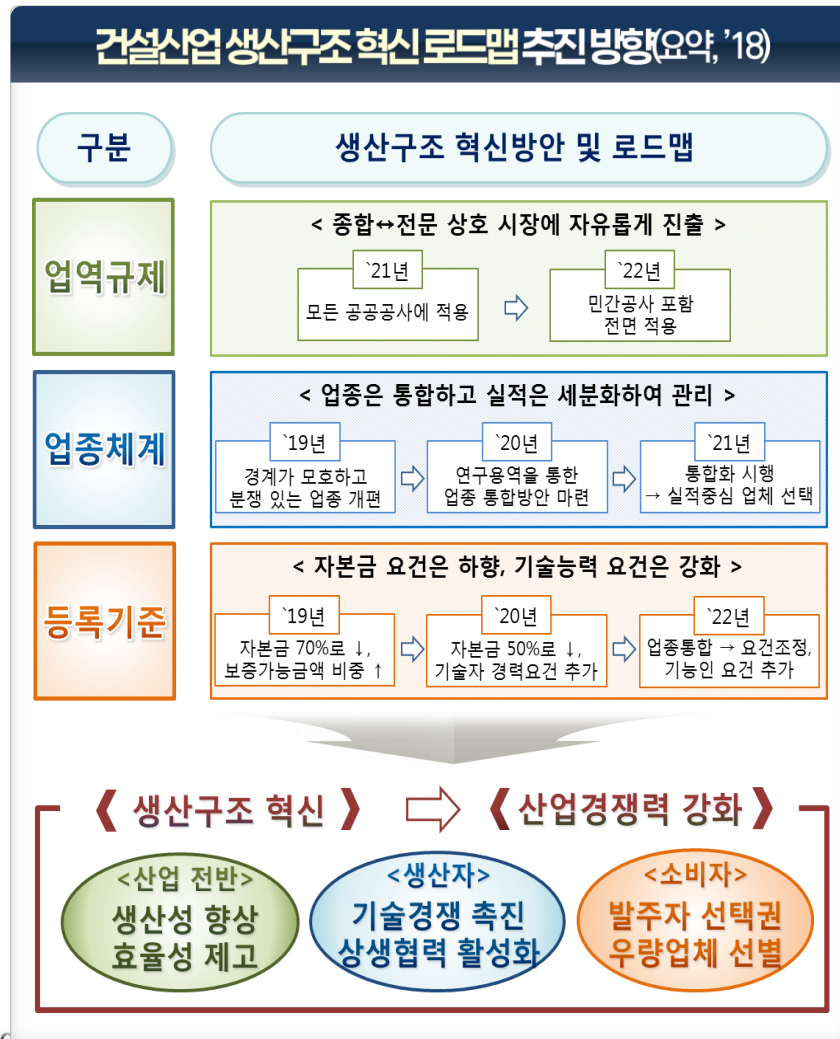 건설산업 생산구조 혁신 로드맵 추진 방향(요약, ’18)
구분
생산구조 혁신방안 및 로드맵
업역규제
< 종합↔전문 상호 시장에 자유롭게 진출 >
`21년
모든 공공공사에 적용
`22년
민간공사 포함
전면 적용
업종체계
< 업종은 통합하고 실적은 세분화하여 관리 >
`19년
경계가 모호하고
분쟁 있는 업종 개편
`20년
연구용역을 통한
업종 통합방안 마련
`21년
통합화 시행
→ 실적중심 업체 선택
등록기준
< 자본금 요건은 하향, 기술능력 요건은 강화 >
`19년
자본금 70%로 ↓,
보증가능금액 비중 ↑
`20년
자본금 50%로 ↓,
기술자 경력요건 추가
`22년
업종통합 → 요건조정,
기능인 요건 추가
《 생산구조 혁신 》
《 산업경쟁력 강화 》
<산업 전반>
생산성 향상
효율성 제고
<생산자>
기술경쟁 촉진
상생협력 활성화
<소비자>
발주자 선택권
우량업체 선별